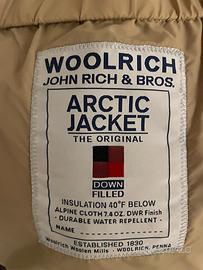 WOOLRICH
JOHN RICH & BROS.
ARCTIC
JACKET
THE ORIGINAL
DOWN
FILLED
INSULATION 40°F BELOW
ALPINE CLOTH 7.4 OZ. DWR Finish
- DURABLE WATER REPELLENT -
NAME
ESTABLISHED 1830
Woolrich Woolen Mills - WOOLRICH, PENNA